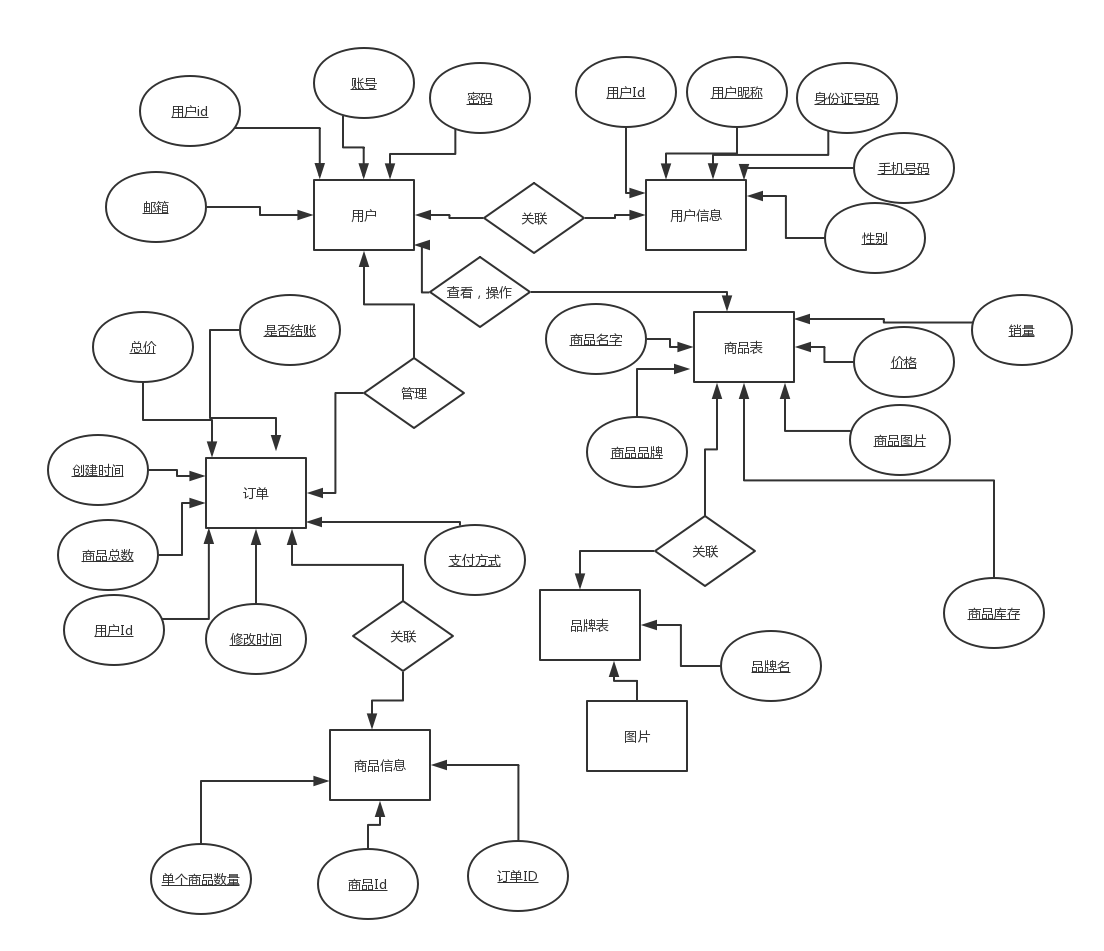 账号
密码
用户id
用户Id
用户昵称
身份证号码
手机号码
邮箱
用户
关联
用户信息
性别
查看，操作
总价
是否结账
商品名字
商品表
价格
销量
管理
商品品牌
商品图片
创建时间
订单
商品总数
支付方式
关联
用户Id
修改时间
关联
品牌表
商品库存
品牌名
图片
商品信息
单个商品数量
商品Id
订单ID